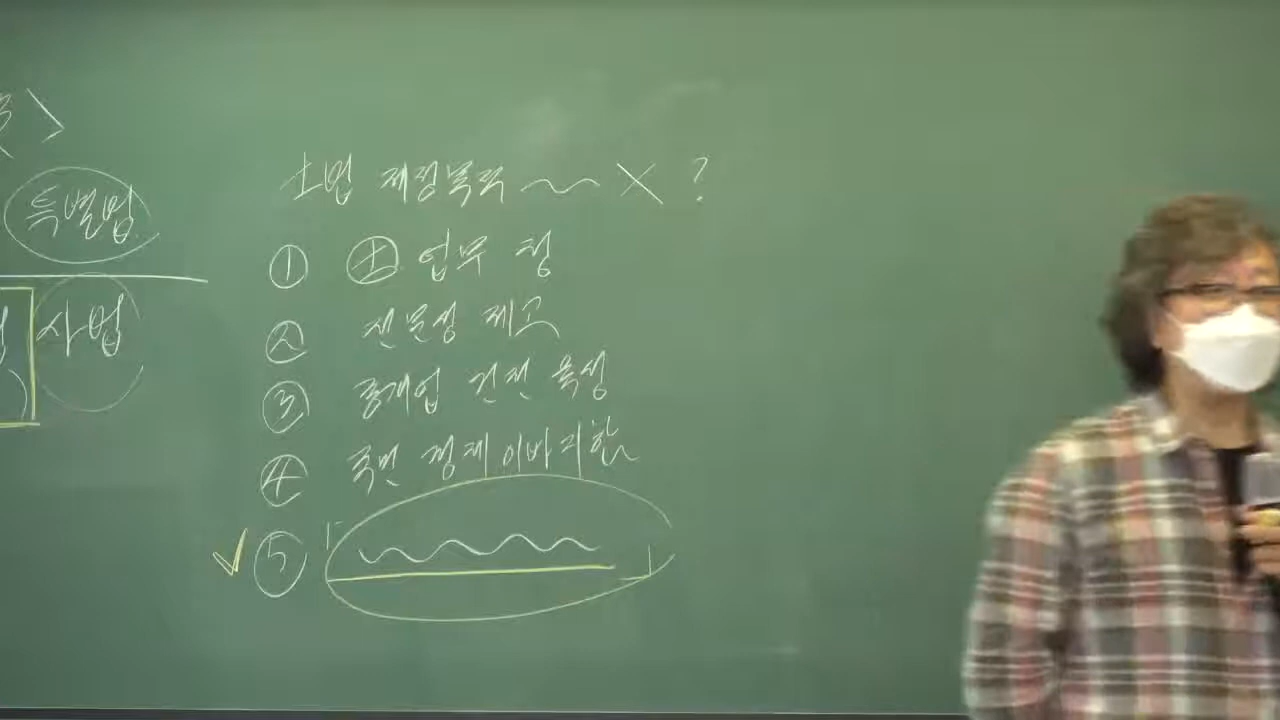 특별법
사법
士법 제정목적 ~ X ?
① 士 업무 정
② 전문성 제고
③ 중개업 건전 육성
④ 국민 경제 이바지함
⑤